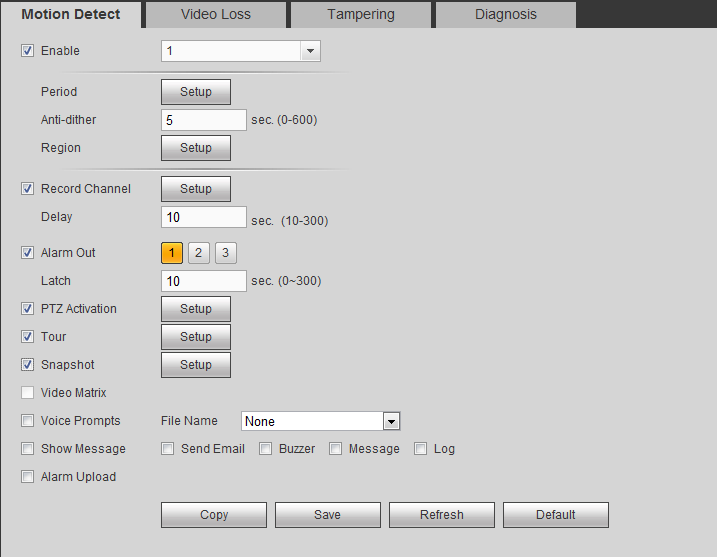 Motion Detect Video Loss Tampering Diagnosis
Enable 1
Period Setup
Anti-dither 5 sec. (0-600)
Region Setup
Record Channel Setup
Delay 10 sec. (10-300)
Alarm Out 1 2 3
Latch 10 sec. (0~300)
PTZ Activation Setup
Tour Setup
Snapshot Setup
Video Matrix
Voice Prompts File Name None
Show Message Send Email Buzzer Message Log
Alarm Upload
Copy Save Refresh Default